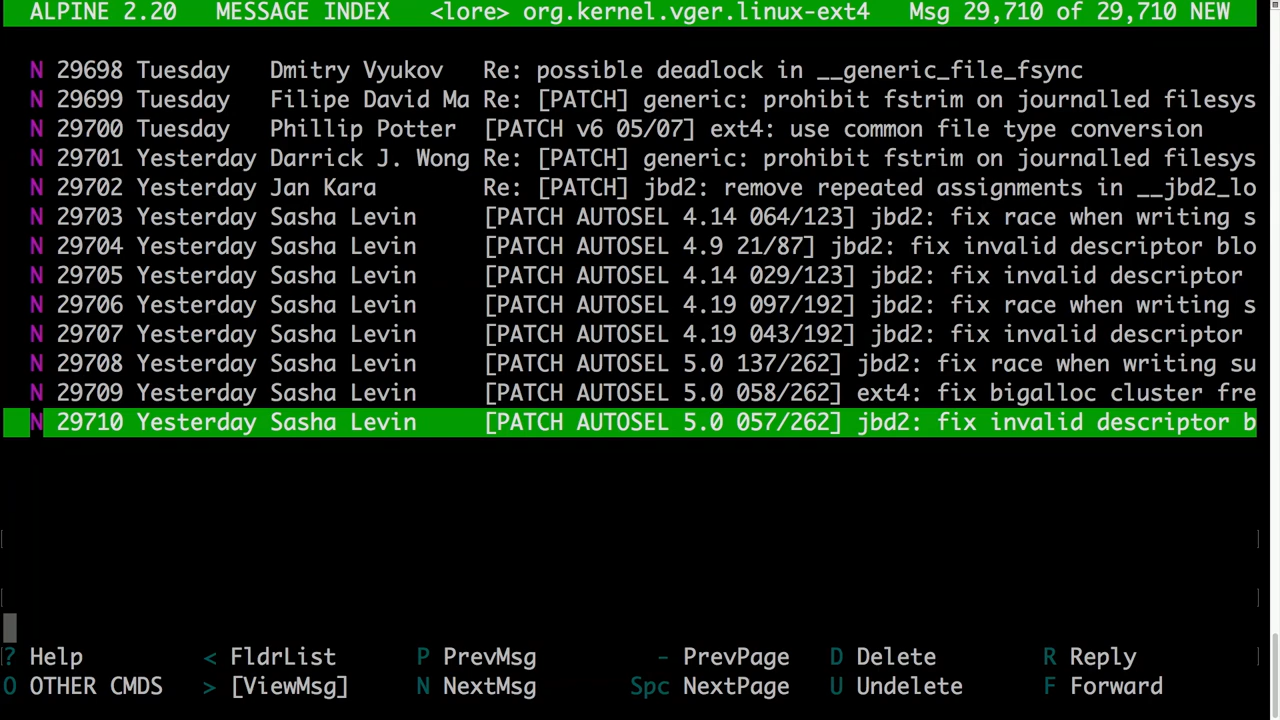 ALPINE 2.20   MESSAGE INDEX   <lore> org.kernel.vger.linux-ext4   Msg 29,710 of 29,710 NEW
N 29698 Tuesday   Dmitry Vyukov   Re: possible deadlock in __generic_file_fsync
N 29699 Tuesday   Filipe David Ma Re: [PATCH] generic: prohibit fstrim on journalled filesys
N 29700 Tuesday   Phillip Potter  [PATCH v6 05/07] ext4: use common file type conversion
N 29701 Yesterday Darrick J. Wong Re: [PATCH] generic: prohibit fstrim on journalled filesys
N 29702 Yesterday Jan Kara        Re: [PATCH] jbd2: remove repeated assignments in __jbd2_lo
N 29703 Yesterday Sasha Levin     [PATCH AUTOSEL 4.14 064/123] jbd2: fix race when writing s
N 29704 Yesterday Sasha Levin     [PATCH AUTOSEL 4.9 21/87] jbd2: fix invalid descriptor blo
N 29705 Yesterday Sasha Levin     [PATCH AUTOSEL 4.14 029/123] jbd2: fix invalid descriptor
N 29706 Yesterday Sasha Levin     [PATCH AUTOSEL 4.19 097/192] jbd2: fix race when writing s
N 29707 Yesterday Sasha Levin     [PATCH AUTOSEL 4.19 043/192] jbd2: fix invalid descriptor
N 29708 Yesterday Sasha Levin     [PATCH AUTOSEL 5.0 137/262] jbd2: fix race when writing su
N 29709 Yesterday Sasha Levin     [PATCH AUTOSEL 5.0 058/262] ext4: fix bigalloc cluster fre
N 29710 Yesterday Sasha Levin     [PATCH AUTOSEL 5.0 057/262] jbd2: fix invalid descriptor b
? Help       < FldrList   P PrevMsg   - PrevPage   D Delete   R Reply
O OTHER CMDS > [ViewMsg]  N NextMsg   Spc NextPage U Undelete F Forward